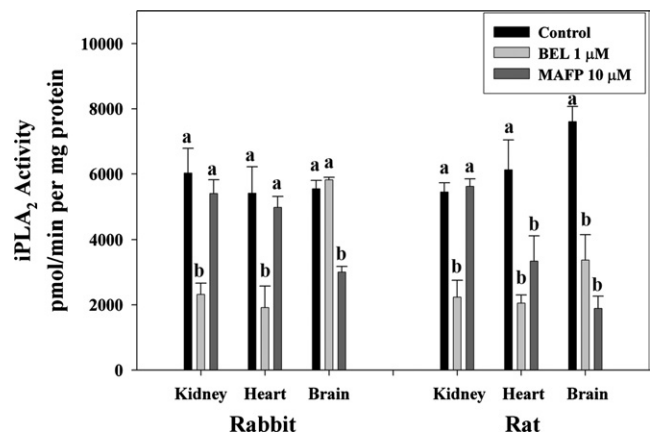 10000
8000
6000
4000
2000
0
iPLA₂ Activity
pmol/min per mg protein
Control
BEL 1 μM
MAFP 10 μM
a
b
a
a
b
a
a
a
b
a
b
a
a
b
b
a
b
b
Kidney Heart Brain
Kidney Heart Brain
Rabbit
Rat